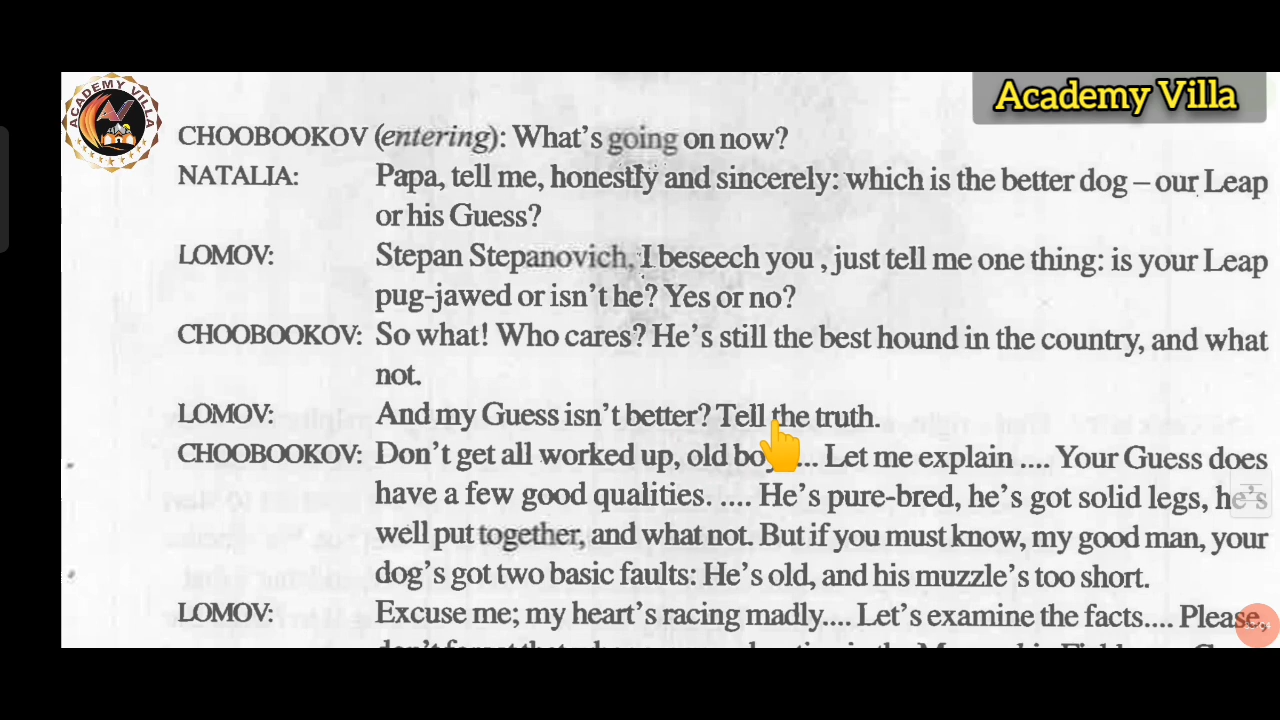 ACADEMY VILLA
Academy Villa
CHOOBOOKOV (entering): What's going on now?
NATALIA: Papa, tell me, honestly and sincerely: which is the better dog – our Leap
or his Guess?
LOMOV: Stepan Stepanovich, I beseech you , just tell me one thing: is your Leap
pug-jawed or isn't he? Yes or no?
CHOOBOOKOV: So what! Who cares? He's still the best hound in the country, and what
not.
LOMOV: And my Guess isn't better? Tell the truth.
CHOOBOOKOV: Don't get all worked up, old boy.... Let me explain .... Your Guess does
have a few good qualities. .... He's pure-bred, he's got solid legs, he's
well put together, and what not. But if you must know, my good man, your
dog's got two basic faults: He's old, and his muzzle's too short.
LOMOV: Excuse me; my heart's racing madly.... Let's examine the facts.... Please,